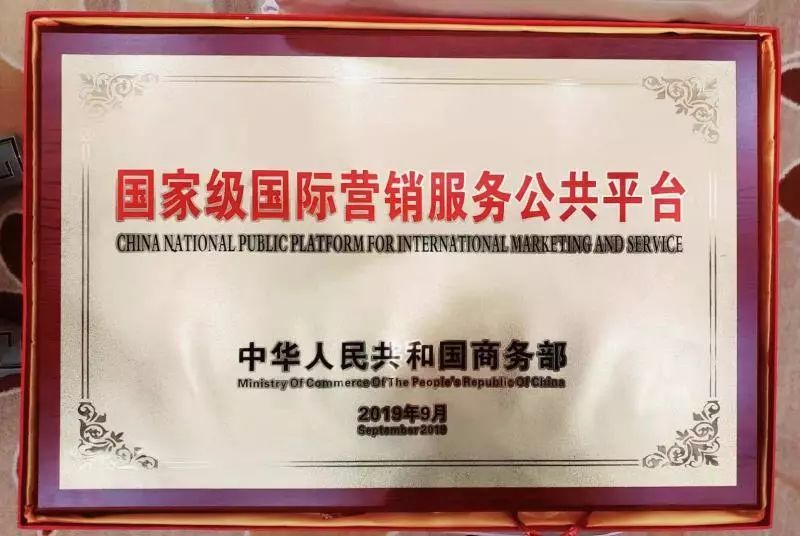 国家级国际营销服务公共平台
CHINA NATIONAL PUBLIC PLATFORM FOR INTERNATIONAL MARKETING AND SERVICE
中华人民共和国商务部
Ministry Of Commerce Of The People's Republic Of China
2019年9月
September 2019